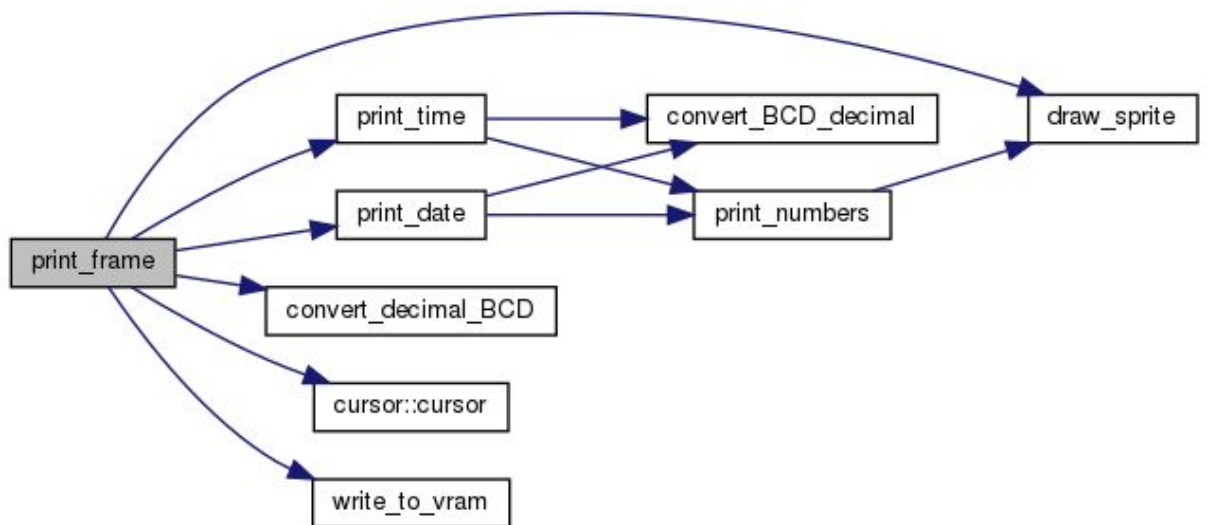 print_time
convert_BCD_decimal
draw_sprite
print_date
print_numbers
print_frame
convert_decimal_BCD
cursor::cursor
write_to_vram